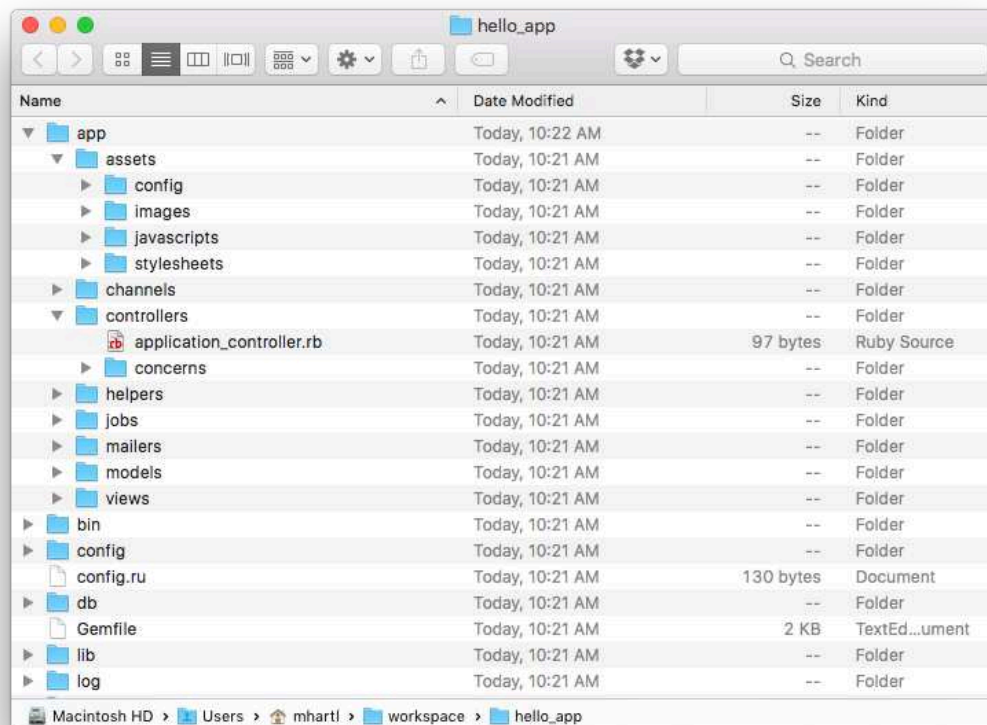 hello_app
Search
Name Date Modified Size Kind
app Today, 10:22 AM -- Folder
assets Today, 10:21 AM -- Folder
config Today, 10:21 AM -- Folder
images Today, 10:21 AM -- Folder
javascripts Today, 10:21 AM -- Folder
stylesheets Today, 10:21 AM -- Folder
channels Today, 10:21 AM -- Folder
controllers Today, 10:21 AM -- Folder
rb application_controller.rb Today, 10:21 AM 97 bytes Ruby Source
concerns Today, 10:21 AM -- Folder
helpers Today, 10:21 AM -- Folder
jobs Today, 10:21 AM -- Folder
mailers Today, 10:21 AM -- Folder
models Today, 10:21 AM -- Folder
views Today, 10:21 AM -- Folder
bin Today, 10:21 AM -- Folder
config Today, 10:21 AM -- Folder
config.ru Today, 10:21 AM 130 bytes Document
db Today, 10:21 AM -- Folder
Gemfile Today, 10:21 AM 2 KB TextEd...ument
lib Today, 10:21 AM -- Folder
log Today, 10:21 AM -- Folder
Macintosh HD › Users › mhartl › workspace › hello_app